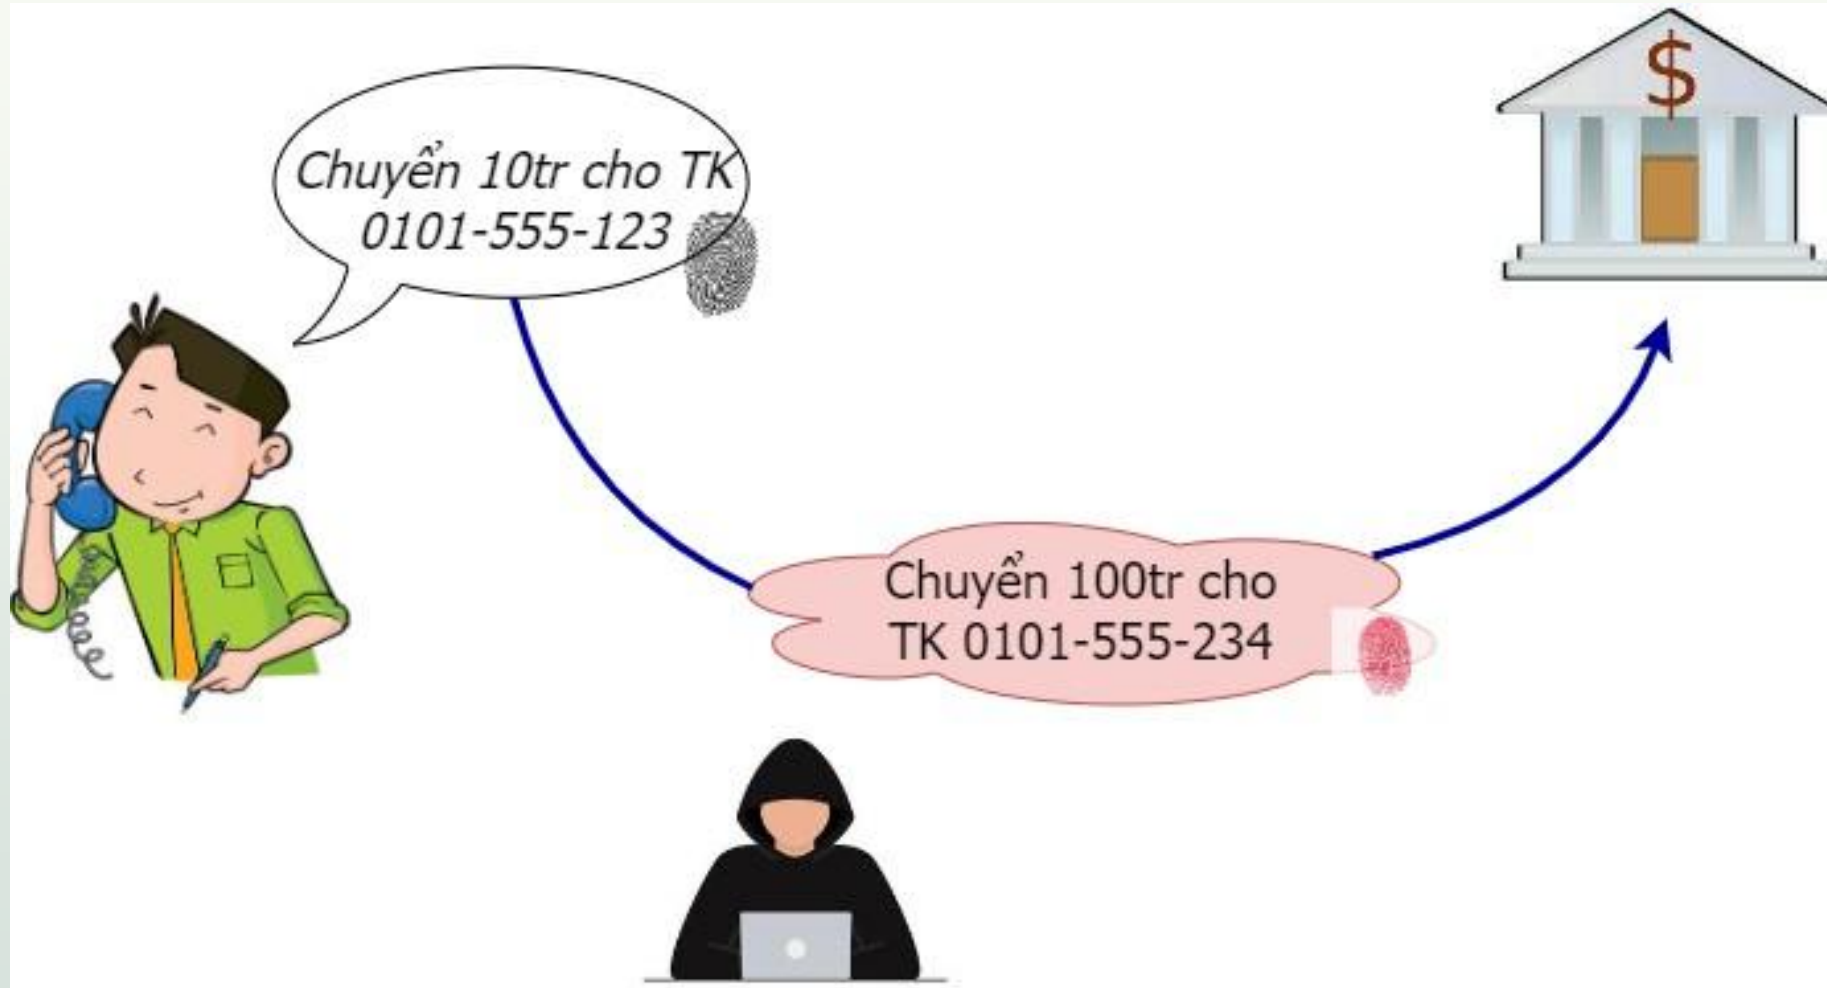 $
Chuyển 10tr cho TK
0101-555-123
Chuyển 100tr cho
TK 0101-555-234